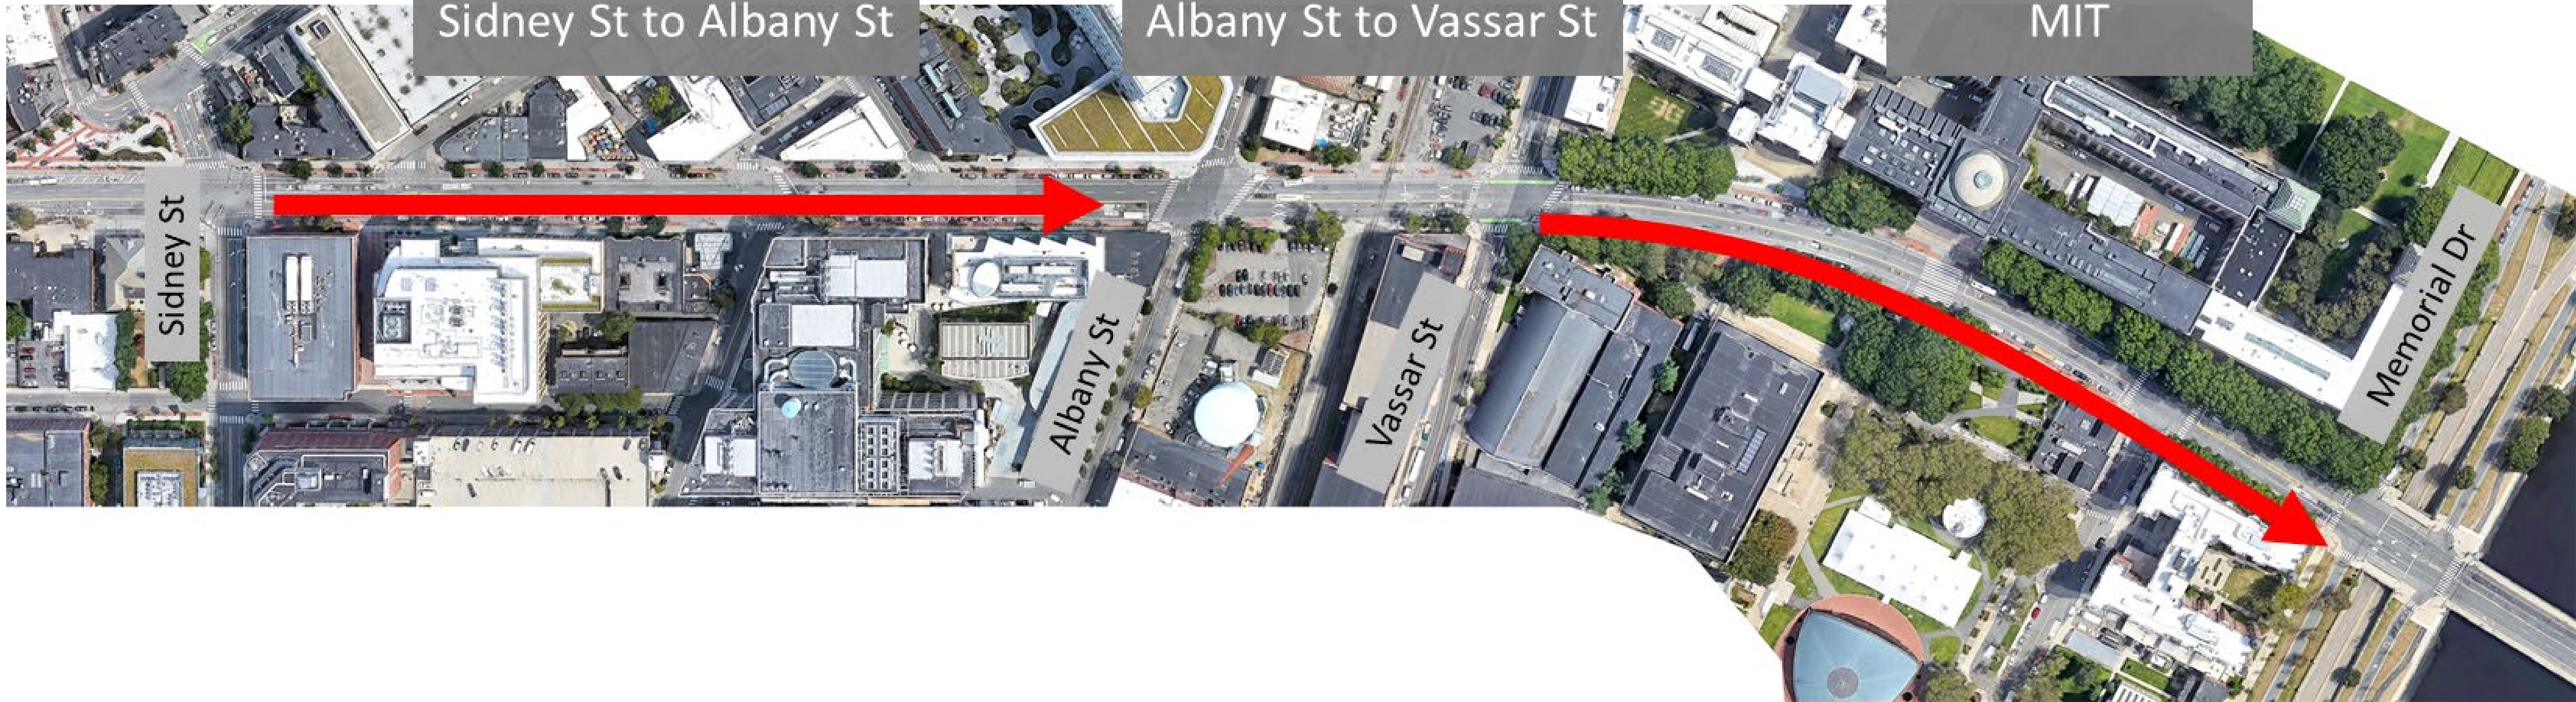 Sidney St to Albany St
Albany St to Vassar St
MIT
Sidney St
Albany St
Vassar St
Memorial Dr